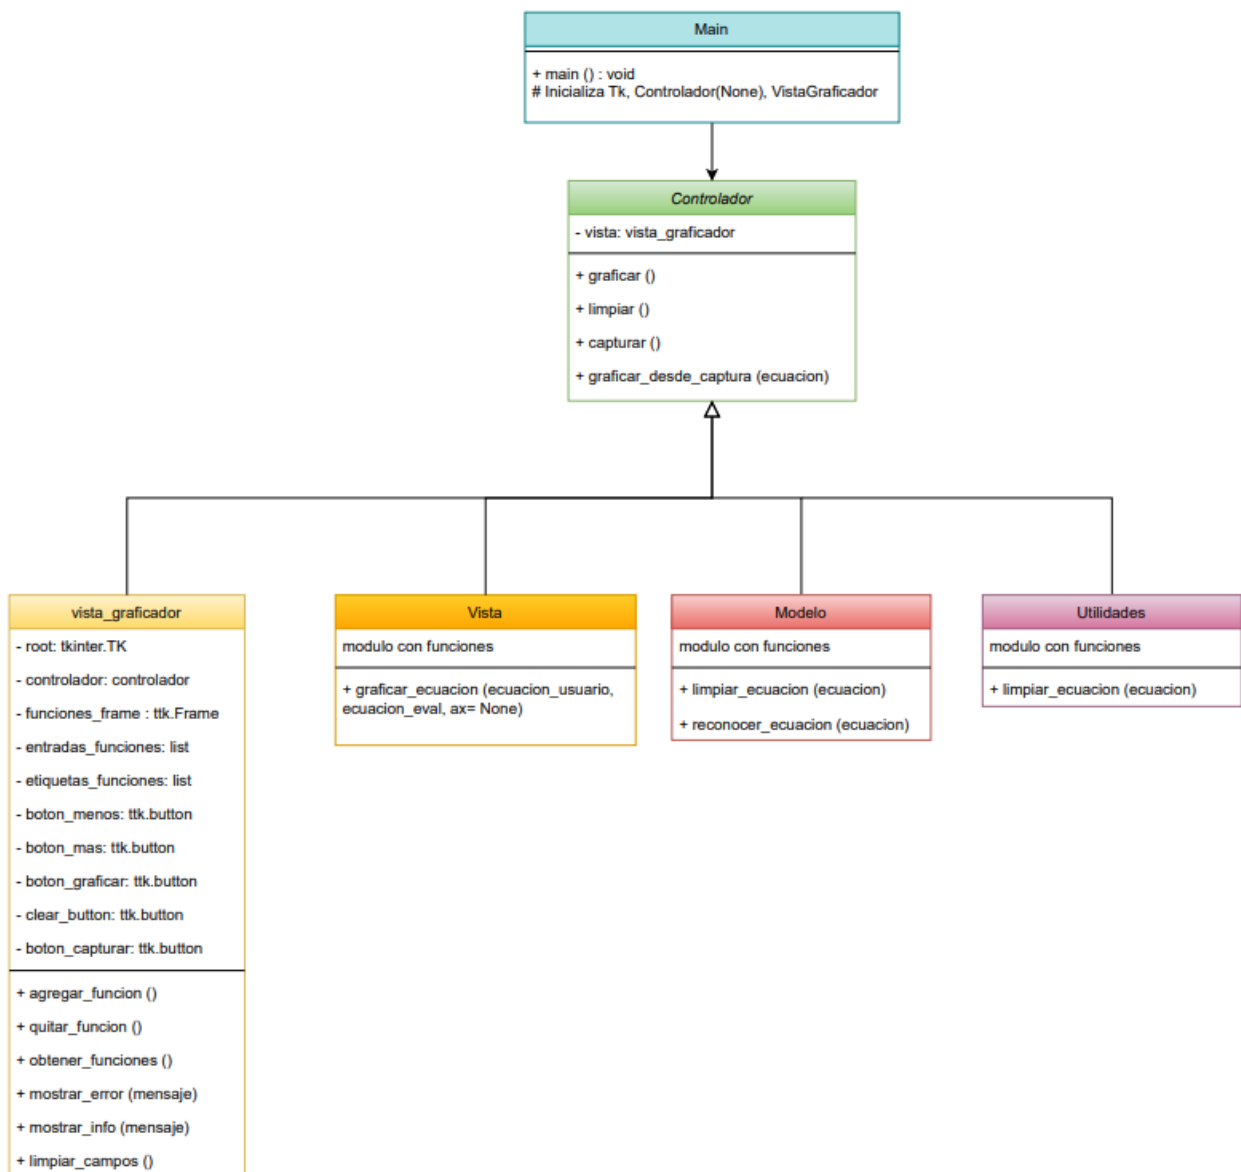 Main
+ main () : void
# Inicializa Tk, Controlador(None), VistaGraficador
Controlador
- vista: vista_graficador
+ graficar ()
+ limpiar ()
+ capturar ()
+ graficar_desde_captura (ecuacion)
vista_graficador
- root: tkinter.TK
- controlador: controlador
- funciones_frame : ttk.Frame
- entradas_funciones: list
- etiquetas_funciones: list
- boton_menos: ttk.button
- boton_mas: ttk.button
- boton_graficar: ttk.button
- clear_button: ttk.button
- boton_capturar: ttk.button
+ agregar_funcion ()
+ quitar_funcion ()
+ obtener_funciones ()
+ mostrar_error (mensaje)
+ mostrar_info (mensaje)
+ limpiar_campos ()
Vista
modulo con funciones
+ graficar_ecuacion (ecuacion_usuario,
ecuacion_eval, ax= None)
Modelo
modulo con funciones
+ limpiar_ecuacion (ecuacion)
+ reconocer_ecuacion (ecuacion)
Utilidades
modulo con funciones
+ limpiar_ecuacion (ecuacion)